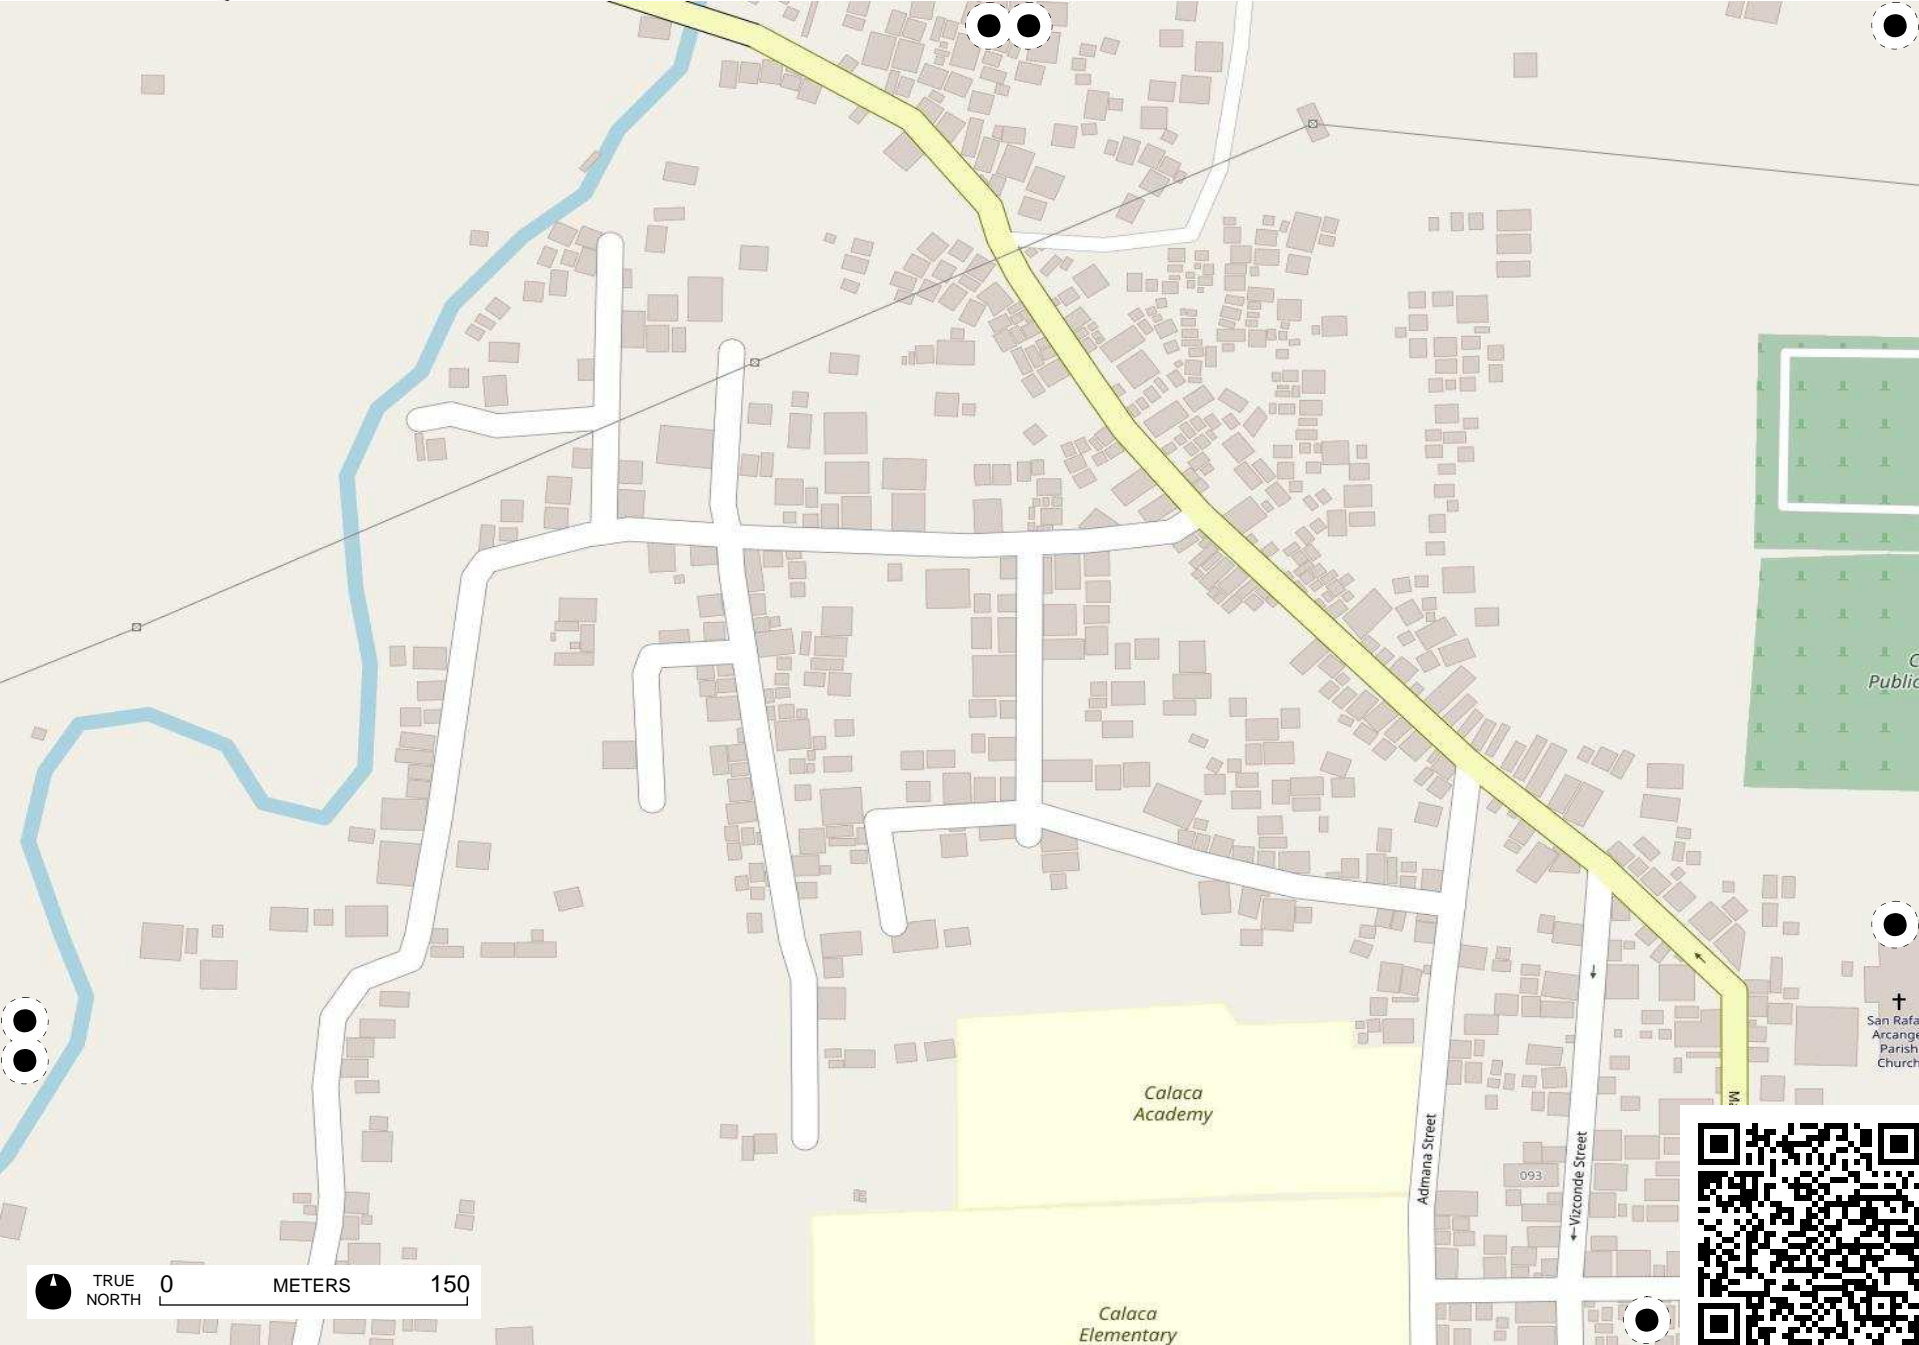 Public
San Rafa
Arcange
Parish
Church
Calaca
Academy
Admana Street
093
Vizconde Street
TRUE
NORTH
0
METERS
150
Calaca
Elementary